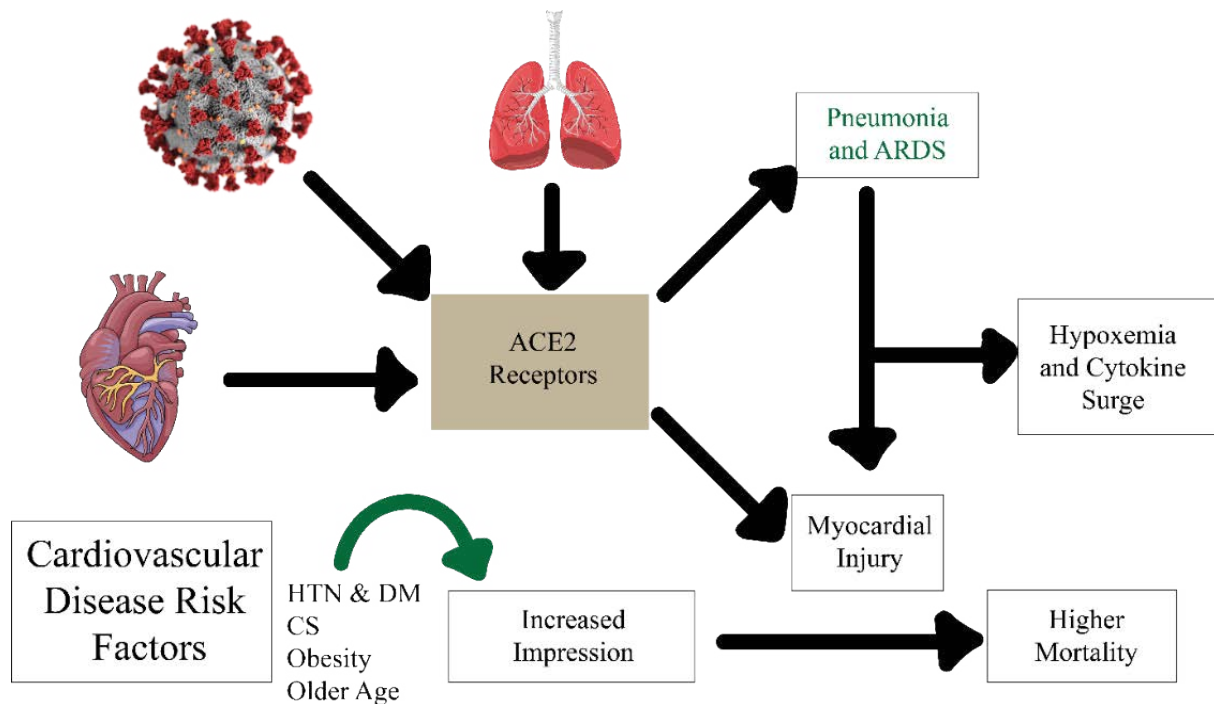 Pneumonia
and ARDS
ACE2
Receptors
Hypoxemia
and Cytokine
Surge
Myocardial
Injury
Cardiovascular
Disease Risk
Factors
HTN & DM
CS
Obesity
Older Age
Increased
Impression
Higher
Mortality